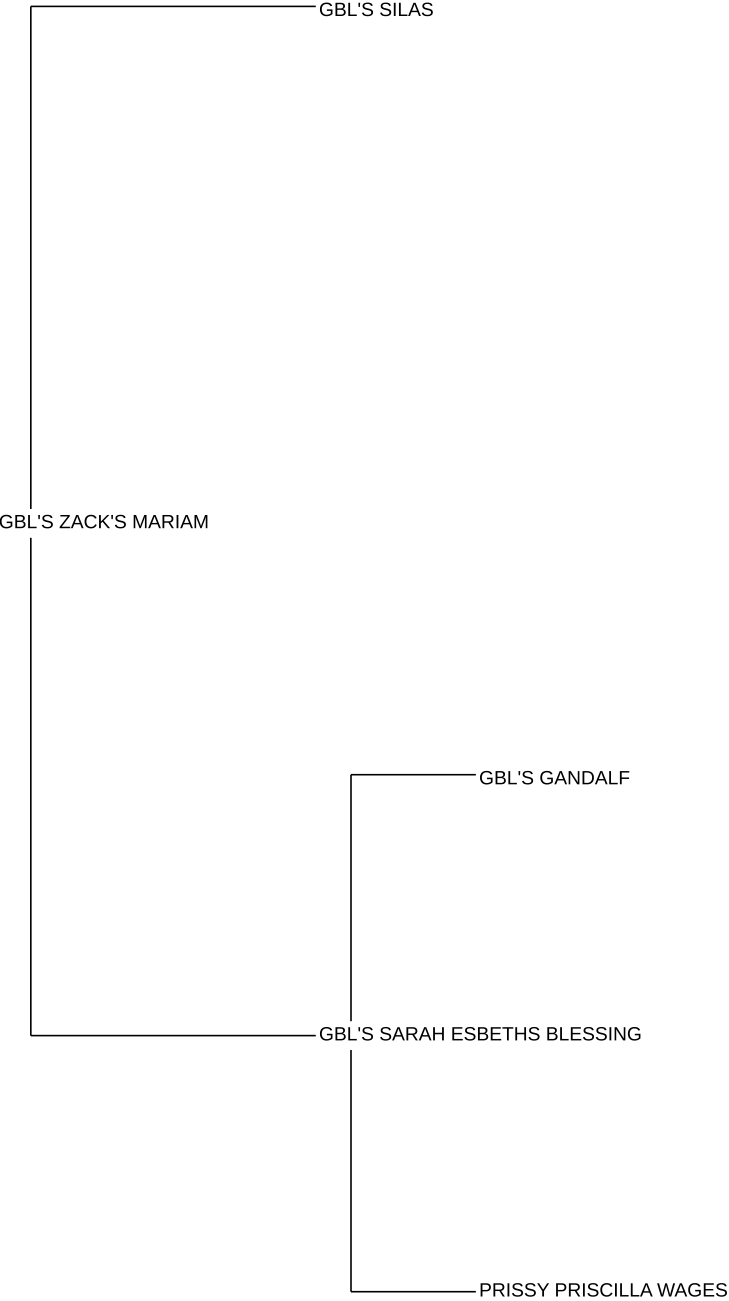 GBL'S SILAS
GBL'S ZACK'S MARIAM
GBL'S GANDALF
GBL'S SARAH ESBETHS BLESSING
PRISSY PRISCILLA WAGES